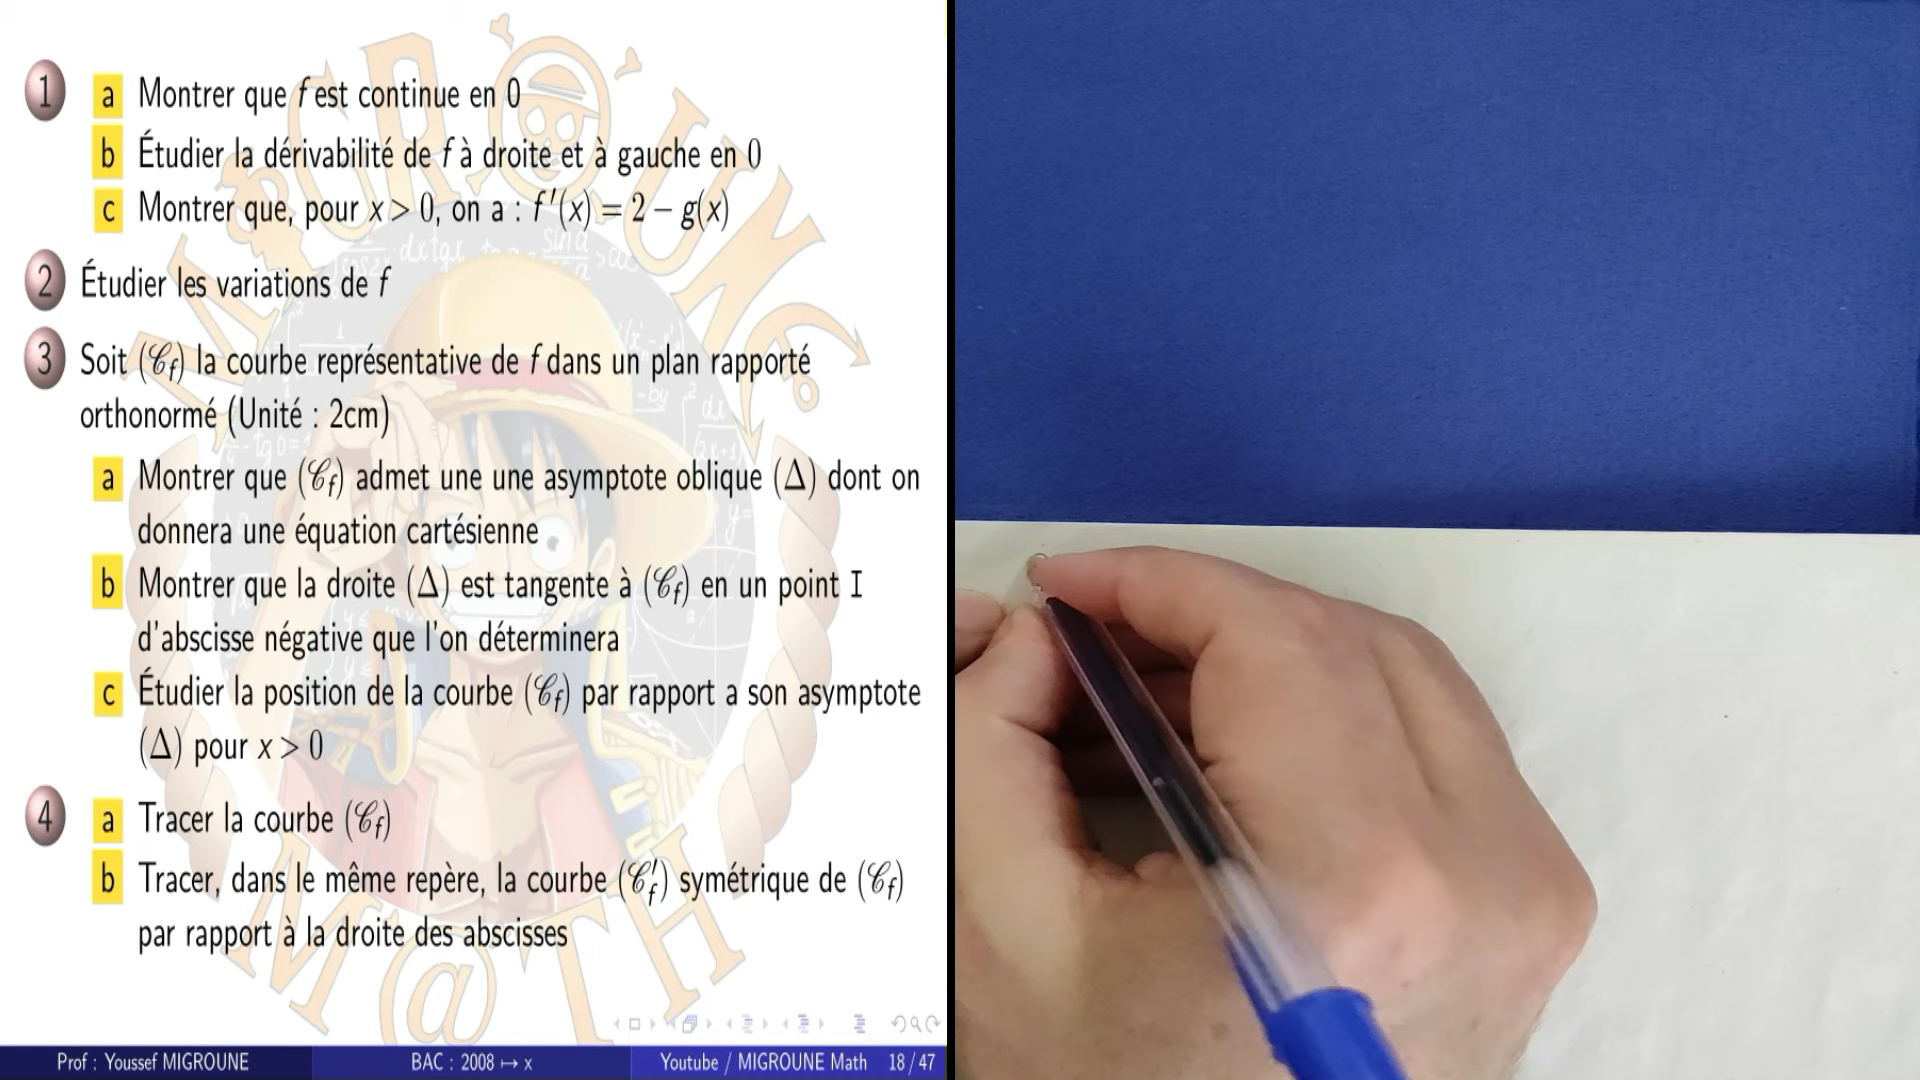 MIGROUNE
M@TH
1 a Montrer que f est continue en 0
b Étudier la dérivabilité de f à droite et à gauche en 0
c Montrer que, pour x > 0, on a : f ′(x) = 2 − g(x)
2 Étudier les variations de f
3 Soit (𝒞f) la courbe représentative de f dans un plan rapporté
orthonormé (Unité : 2cm)
a Montrer que (𝒞f) admet une une asymptote oblique (Δ) dont on
donnera une équation cartésienne
b Montrer que la droite (Δ) est tangente à (𝒞f) en un point I
d'abscisse négative que l'on déterminera
c Étudier la position de la courbe (𝒞f) par rapport a son asymptote
(Δ) pour x > 0
4 a Tracer la courbe (𝒞f)
b Tracer, dans le même repère, la courbe (𝒞′f) symétrique de (𝒞f)
par rapport à la droite des abscisses
Prof : Youssef MIGROUNE BAC : 2008 ↦ x Youtube / MIGROUNE Math 18 / 47